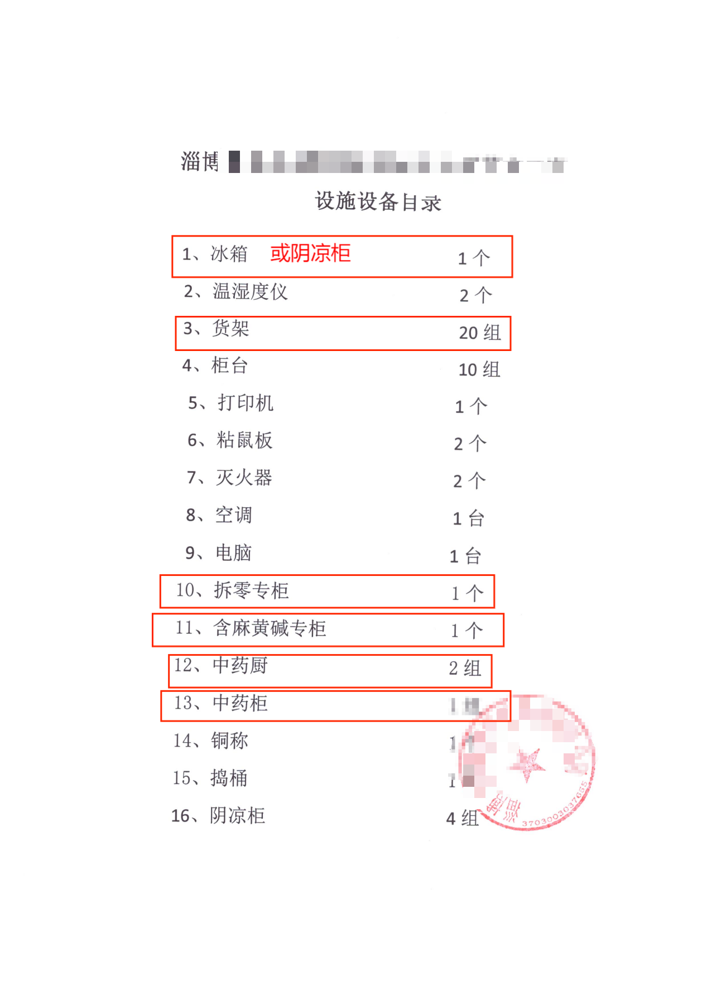 淄博
设施设备目录
1、冰箱 或阴凉柜 1 个
2、温湿度仪 2 个
3、货架 20 组
4、柜台 10 组
5、打印机 1 个
6、粘鼠板 2 个
7、灭火器 2 个
8、空调 1 台
9、电脑 1 台
10、拆零专柜 1 个
11、含麻黄碱专柜 1 个
12、中药厨 2 组
13、中药柜 1
14、铜称 1
15、捣桶 1
16、阴凉柜 4 组
3703003037655